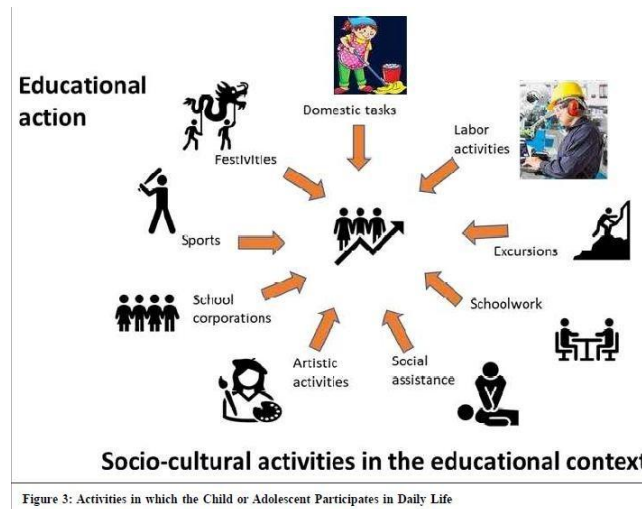 Educational
action
Domestic tasks
Labor
activities
Festivities
Sports
Excursions
School
corporations
Schoolwork
Artistic
activities
Social
assistance
Socio-cultural activities in the educational context
Figure 3: Activities in which the Child or Adolescent Participates in Daily Life